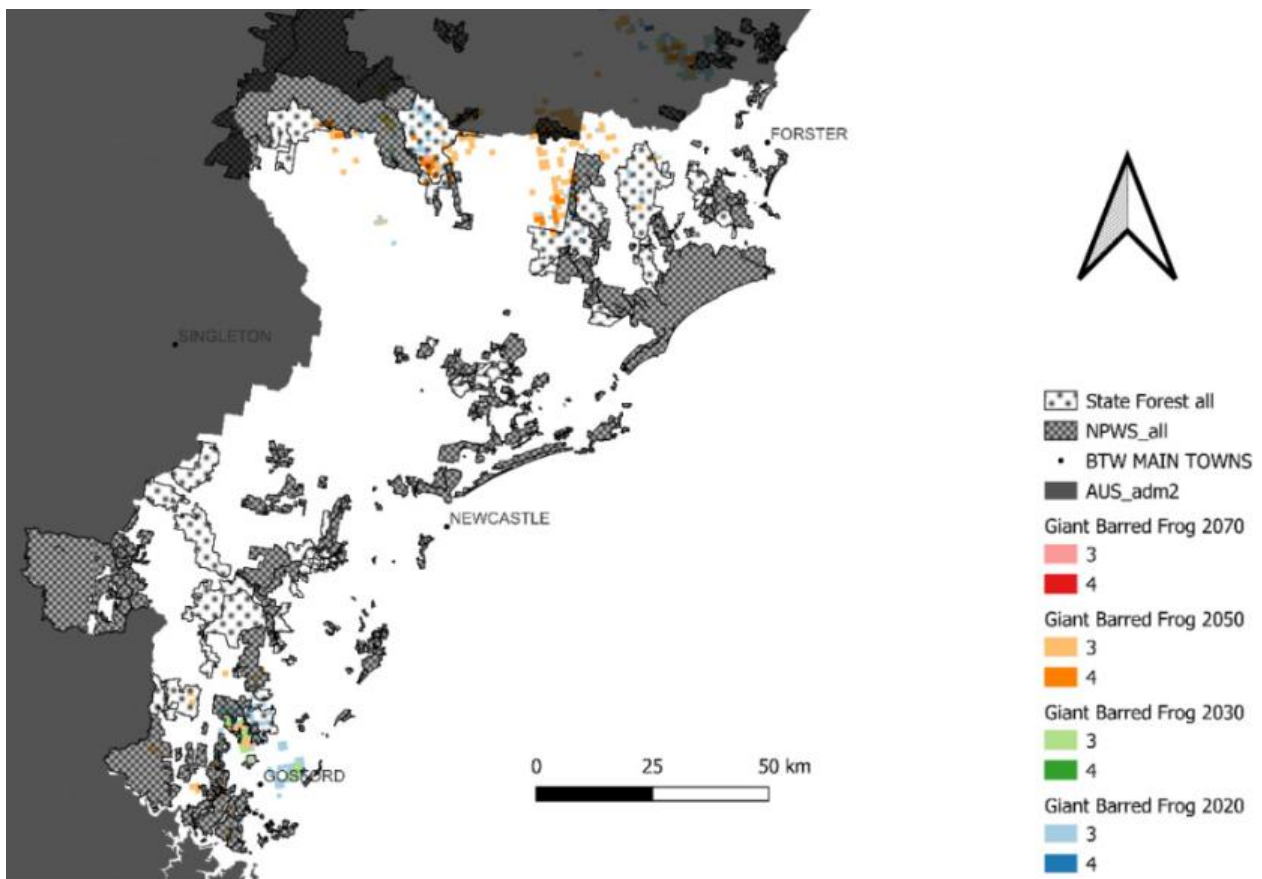 FORSTER
SINGLETON
NEWCASTLE
GOSFORD
0 25 50 km
State Forest all
NPWS_all
BTW MAIN TOWNS
AUS_adm2
Giant Barred Frog 2070
3
4
Giant Barred Frog 2050
3
4
Giant Barred Frog 2030
3
4
Giant Barred Frog 2020
3
4